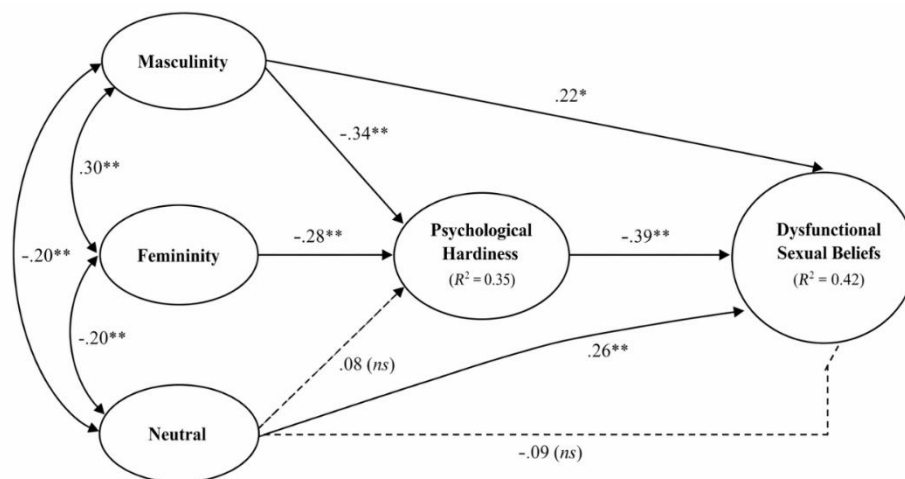 Masculinity
.22*
-.34**
.30**
-.20**
Femininity
-.28**
Psychological
Hardiness
(R² = 0.35)
-.39**
Dysfunctional
Sexual Beliefs
(R² = 0.42)
-.20**
.08 (ns)
.26**
Neutral
-.09 (ns)